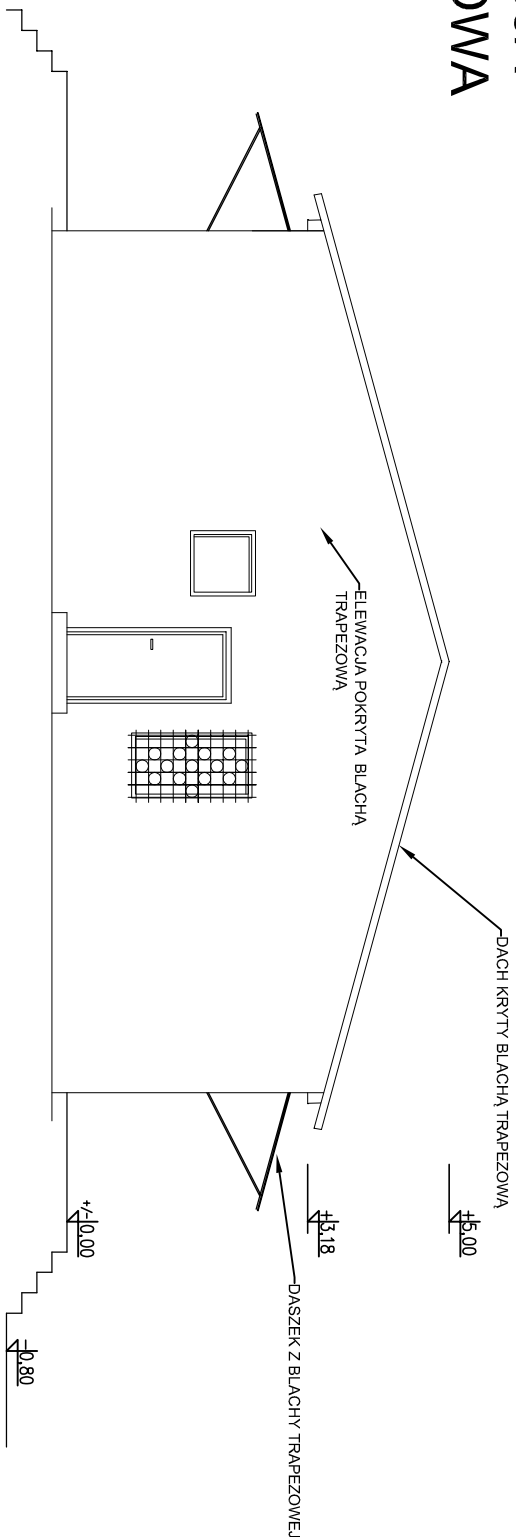 OWA
ELEWACJA POKRYTA BLACHĄ
TRAPEZOWĄ
DACH KRYTY BLACHĄ TRAPEZOWĄ
+5,00
+3,18
DASZEK Z BLACHY TRAPEZOWEJ
+/-0,00
-0,80